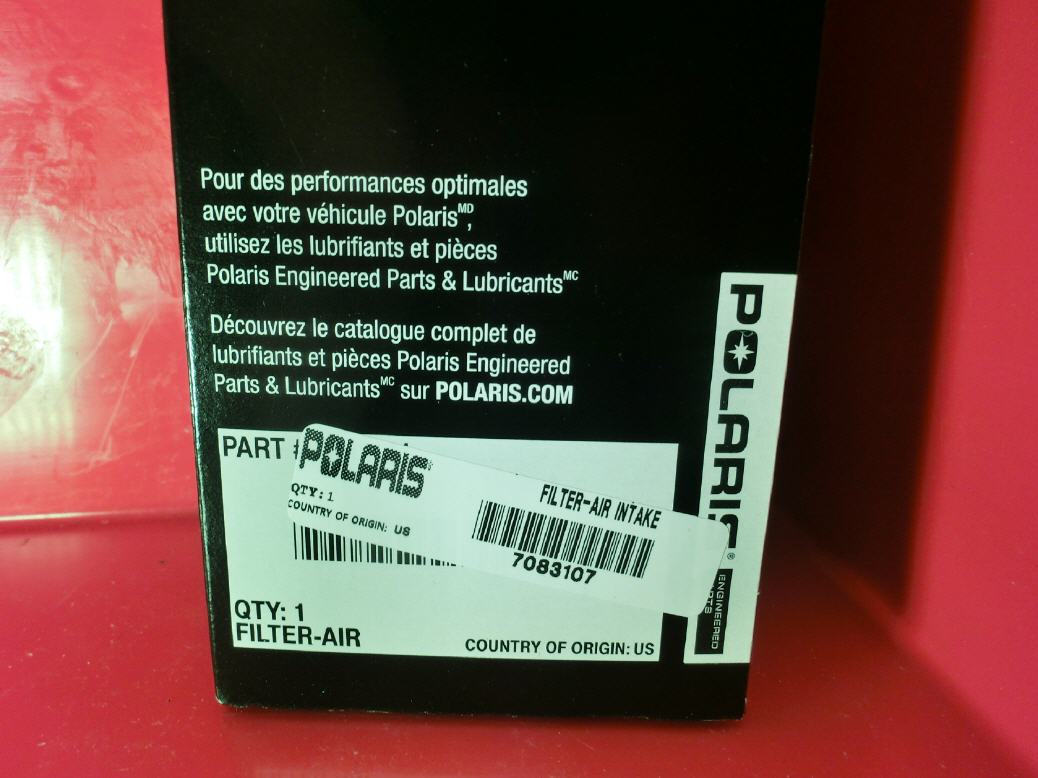 Pour des performances optimales
avec votre véhicule Polaris MD,
utilisez les lubrifiants et pièces
Polaris Engineered Parts & Lubricants MC
Découvrez le catalogue complet de
lubrifiants et pièces Polaris Engineered
Parts & Lubricants MC sur POLARIS.COM
PART
POLARIS
QTY: 1
COUNTRY OF ORIGIN: US
FILTER-AIR INTAKE
7083107
QTY: 1
FILTER-AIR
COUNTRY OF ORIGIN: US
POLARIS®
ENGINEERED